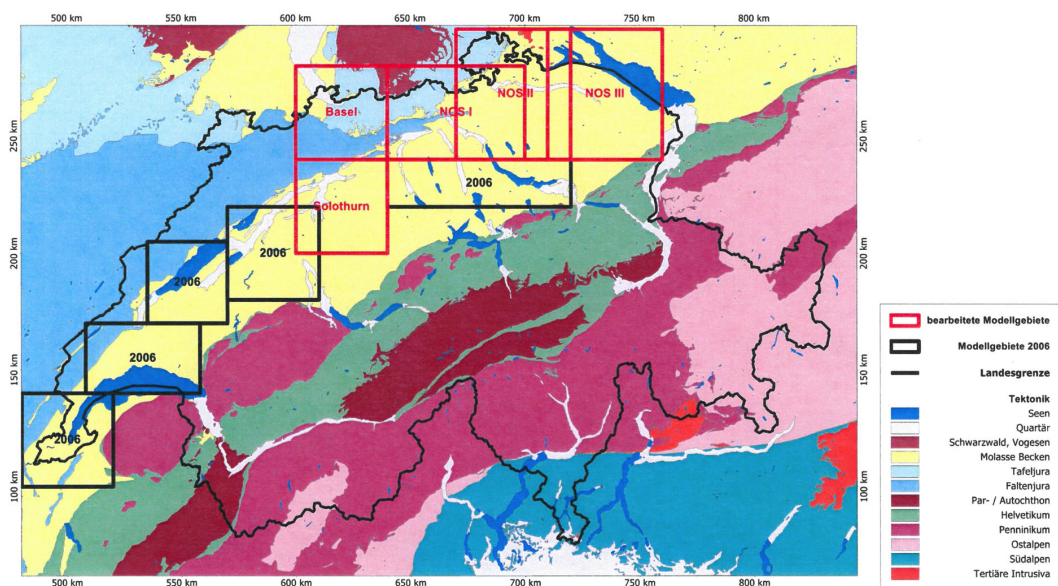 500 km 550 km 600 km 650 km 700 km 750 km 800 km
250 km
200 km
150 km
100 km
Basel
NOS I
NOS II
NOS III
Solothurn
2006
2006
2006
2006
2006
250 km
200 km
150 km
100 km
500 km 550 km 600 km 650 km 700 km 750 km 800 km
bearbeitete Modellgebiete
Modellgebiete 2006
Landesgrenze
Tektonik
Seen
Quartär
Schwarzwald, Vogesen
Molasse Becken
Tafeljura
Faltenjura
Par- / Autochthon
Helvetikum
Penninikum
Ostalpen
Südalpen
Tertiäre Intrusiva